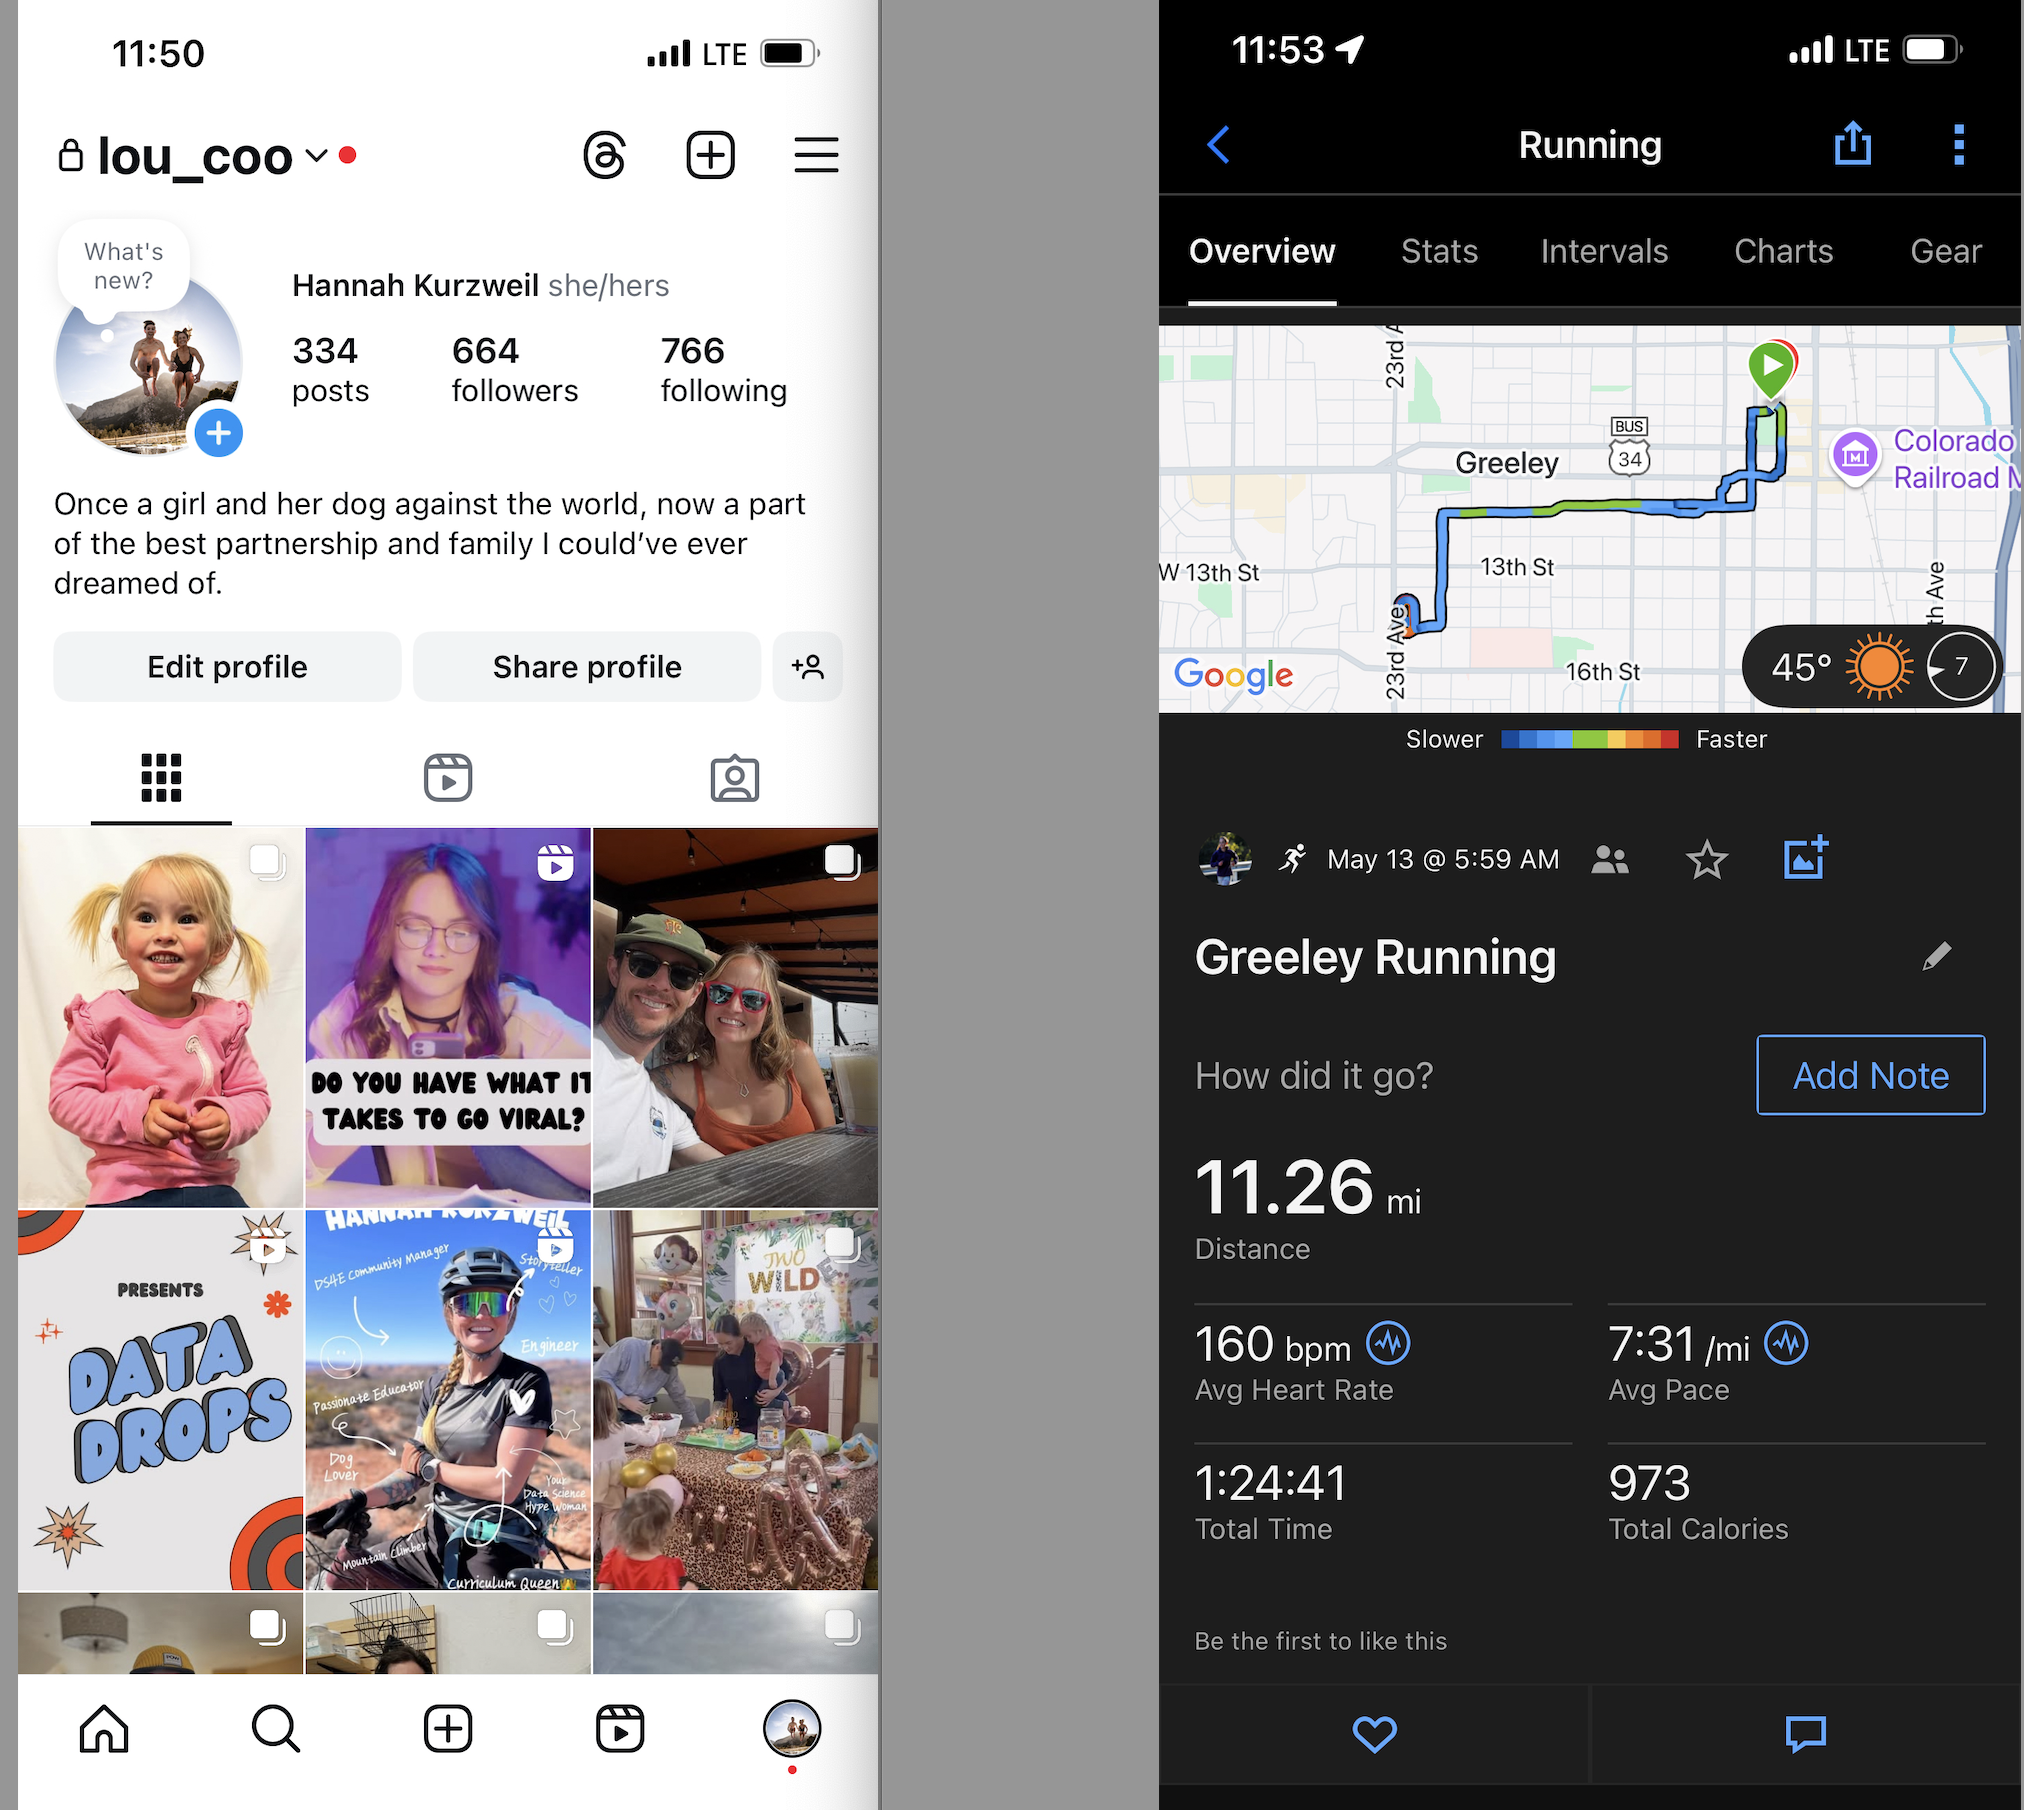 11:50
LTE
lou_coo
What's
new?
Hannah Kurzweil she/hers
334
664
766
posts
followers
following
Once a girl and her dog against the world, now a part
of the best partnership and family I could’ve ever
dreamed of.
Edit profile
Share profile
DO YOU HAVE WHAT IT
TAKES TO GO VIRAL?
PRESENTS
DATA
DROPS
HANNAH KURZWEIL
DS4E Community Manager
Storyteller
Engineer
Passionate Educator
Dog
Lover
Your
Data Science
Hype Woman
Mountain Climber
Curriculum Queen
TWO
WILD
11:53
LTE
Running
Overview
Stats
Intervals
Charts
Gear
23rd A
BUS
34
Greeley
Colorado
Railroad M
W 13th St
13th St
th Ave
23rd Ave
16th St
Google
45°
7
Slower
Faster
May 13 @ 5:59 AM
Greeley Running
How did it go?
Add Note
11.26 mi
Distance
160 bpm
7:31 /mi
Avg Heart Rate
Avg Pace
1:24:41
973
Total Time
Total Calories
Be the first to like this